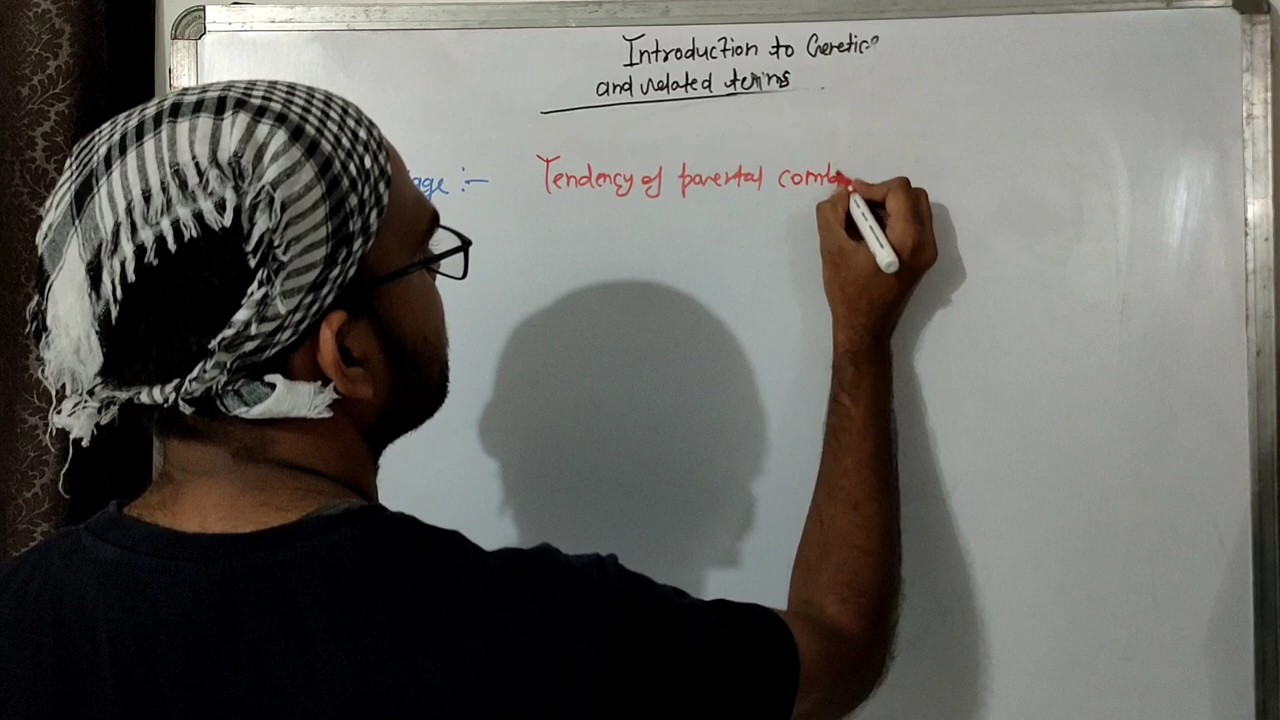 Introduction to Genetics
and related terms
age :- Tendency of parental comb